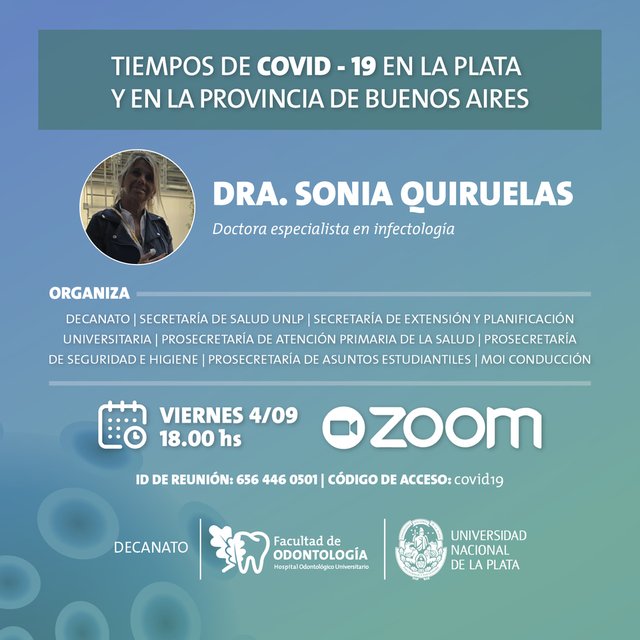 TIEMPOS DE COVID - 19 EN LA PLATA
Y EN LA PROVINCIA DE BUENOS AIRES
DRA. SONIA QUIRUELAS
Doctora especialista en infectología
ORGANIZA
DECANATO | SECRETARÍA DE SALUD UNLP | SECRETARÍA DE EXTENSIÓN Y PLANIFICACIÓN
UNIVERSITARIA | PROSECRETARÍA DE ATENCIÓN PRIMARIA DE LA SALUD | PROSECRETARÍA
DE SEGURIDAD E HIGIENE | PROSECRETARÍA DE ASUNTOS ESTUDIANTILES | MOI CONDUCCIÓN
VIERNES 4/09
18.00 hs
zoom
ID DE REUNIÓN: 656 446 0501 | CÓDIGO DE ACCESO: covid19
DECANATO
Facultad de
ODONTOLOGÍA
Hospital Odontológico Universitario
UNIVERSIDAD
NACIONAL
DE LA PLATA